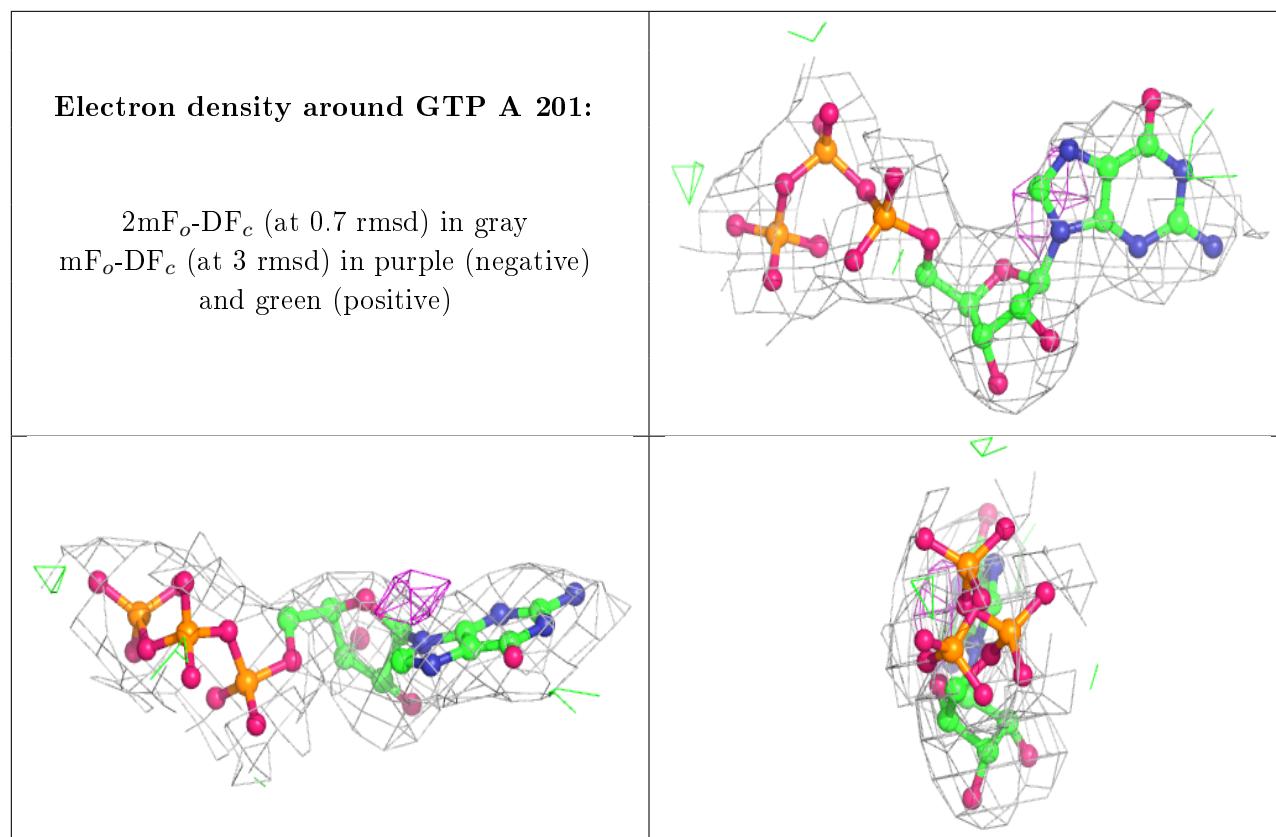 Electron density around GTP A 201:
2mFo-DFc (at 0.7 rmsd) in gray
mFo-DFc (at 3 rmsd) in purple (negative)
and green (positive)